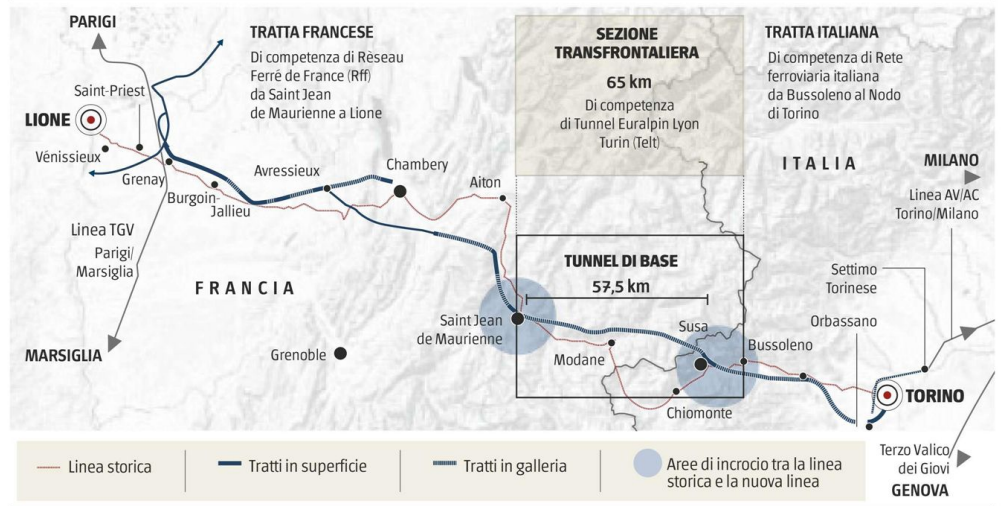 PARIGI
Saint-Priest
LIONE
Vénissieux
Grenay
Burgoin-
Jallieu
Linea TGV
Parigi/
Marsiglia
MARSIGLIA
TRATTA FRANCESE
Di competenza di Rèseau
Ferré de France (Rff)
da Saint Jean
de Maurienne a Lione
Avressieux
Chambery
Aiton
FRANCIA
Grenoble
Saint Jean
de Maurienne
SEZIONE
TRANSFRONTALIERA
65 km
Di competenza
di Tunnel Euralpin Lyon
Turin (Telt)
TUNNEL DI BASE
57,5 km
Modane
Susa
Chiomonte
Bussoleno
TRATTA ITALIANA
Di competenza di Rete
ferroviaria italiana
da Bussoleno al Nodo
di Torino
ITALIA
MILANO
Linea AV/AC
Torino/Milano
Settimo
Torinese
Orbassano
TORINO
Terzo Valico
dei Giovi
GENOVA
Linea storica
Tratti in superficie
Tratti in galleria
Aree di incrocio tra la linea
storica e la nuova linea